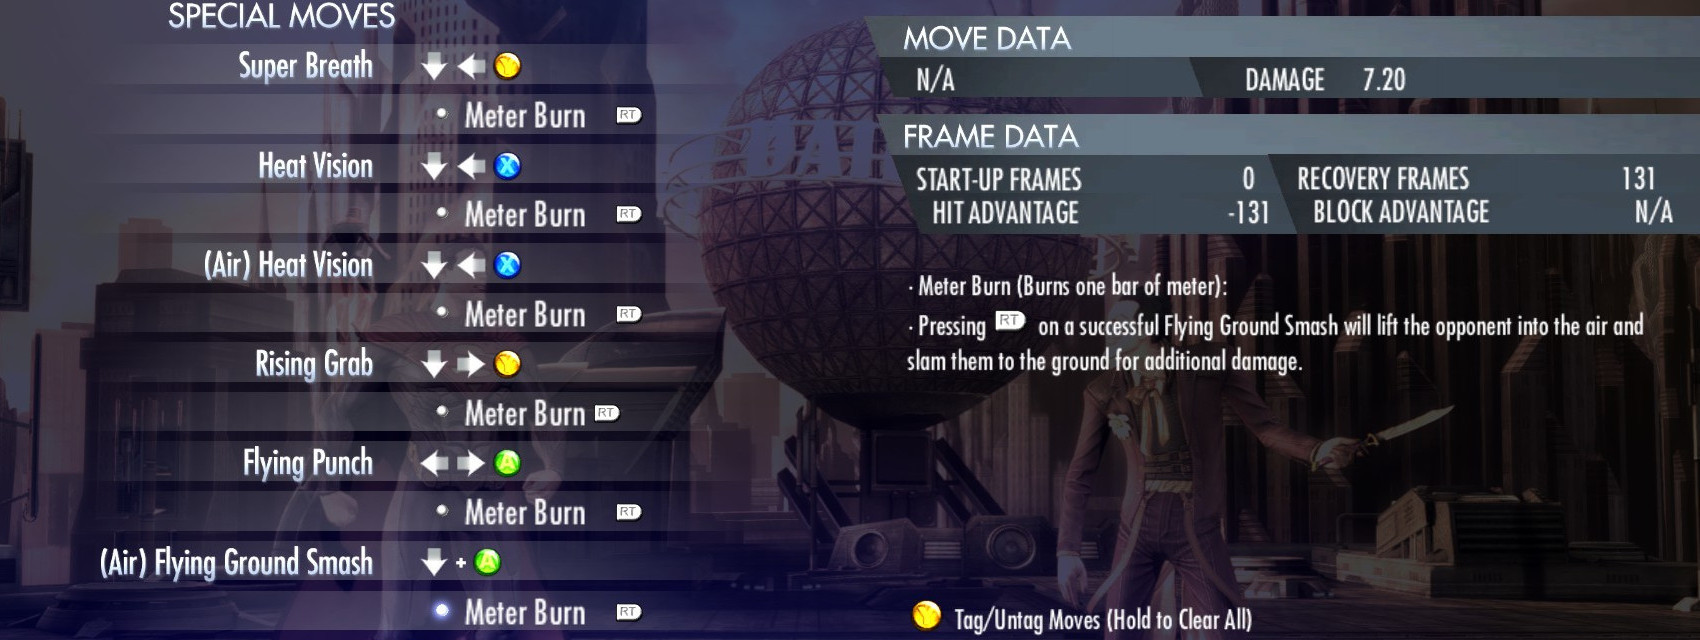 SPECIAL MOVES
Super Breath Y
Meter Burn RT
Heat Vision X
Meter Burn RT
(Air) Heat Vision X
Meter Burn RT
Rising Grab Y
Meter Burn RT
Flying Punch A
Meter Burn RT
(Air) Flying Ground Smash + A
Meter Burn RT
MOVE DATA
N/A DAMAGE 7.20
FRAME DATA
START-UP FRAMES 0 RECOVERY FRAMES 131
HIT ADVANTAGE -131 BLOCK ADVANTAGE N/A
· Meter Burn (Burns one bar of meter):
· Pressing RT on a successful Flying Ground Smash will lift the opponent into the air and
slam them to the ground for additional damage.
Y Tag/Untag Moves (Hold to Clear All)